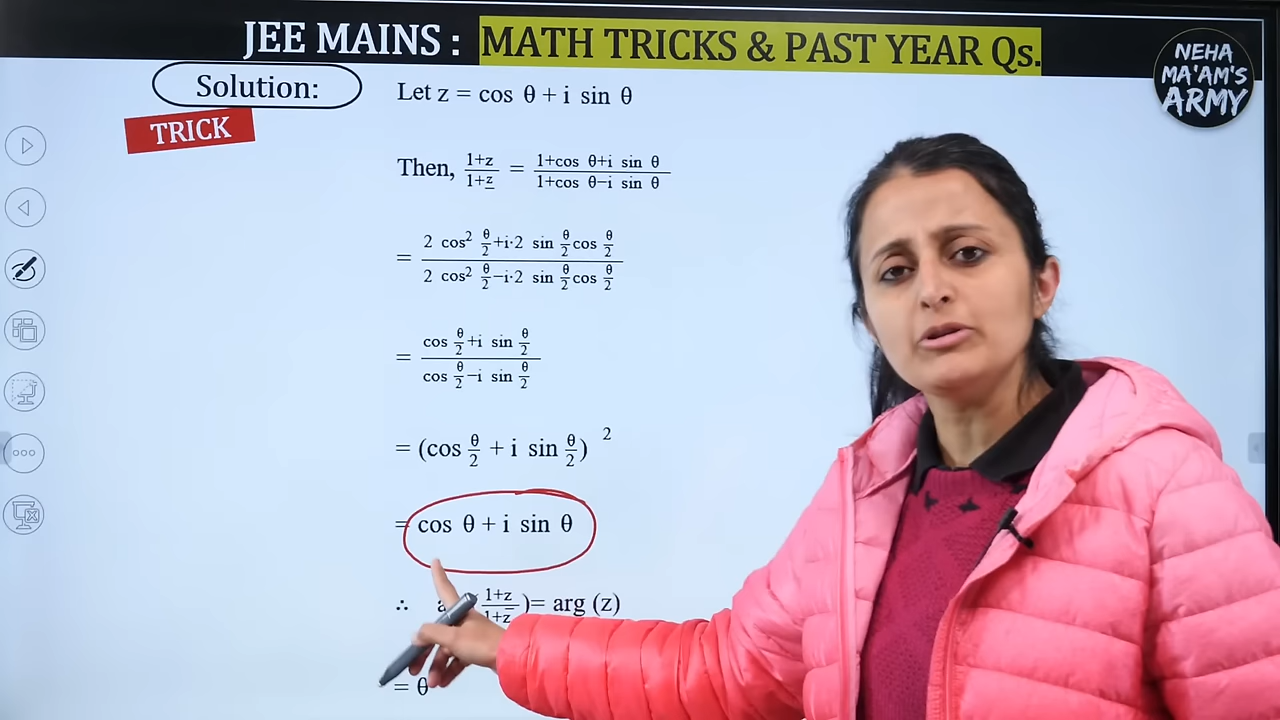 JEE MAINS : MATH TRICKS & PAST YEAR Qs.
NEHA
MA'AM'S
ARMY
Solution:
TRICK
Let z = cos θ + i sin θ
Then, (1+z)/(1+z̲) = (1+cos θ+i sin θ)/(1+cos θ−i sin θ)
= (2 cos² θ/2+i·2 sin θ/2 cos θ/2)/(2 cos² θ/2−i·2 sin θ/2 cos θ/2)
= (cos θ/2+i sin θ/2)/(cos θ/2−i sin θ/2)
= (cos θ/2 + i sin θ/2)²
= cos θ + i sin θ
∴ (1+z)/(1+z̅) )= arg (z)
= θ